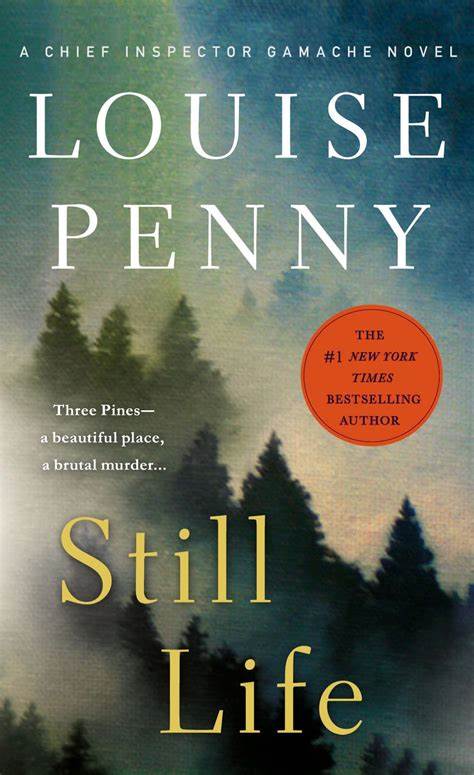 A CHIEF INSPECTOR GAMACHE NOVEL
LOUISE
PENNY
THE
#1 NEW YORK
TIMES
BESTSELLING
AUTHOR
Three Pines—
a beautiful place,
a brutal murder...
Still
Life